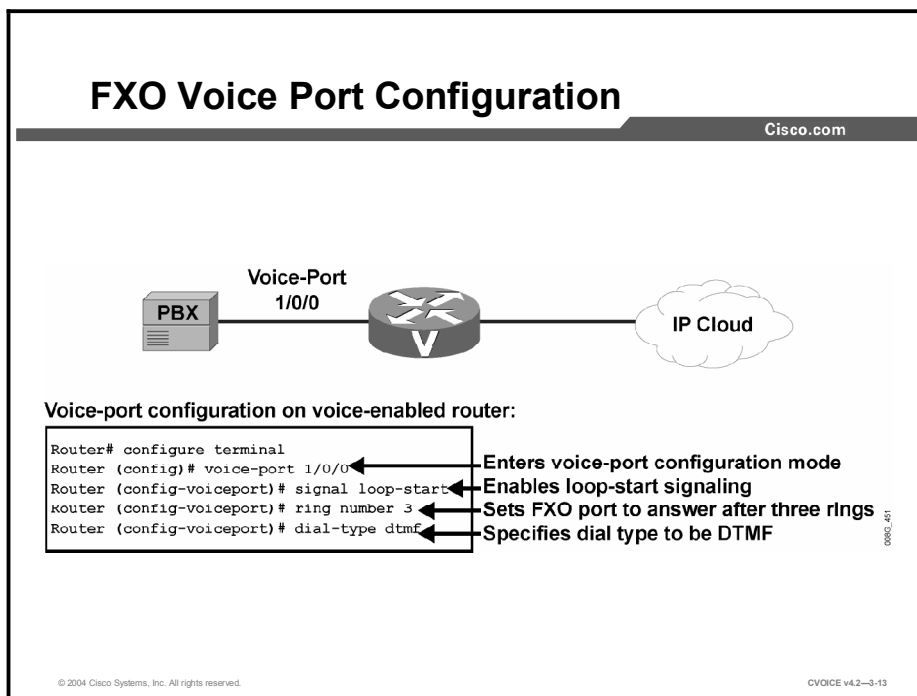 FXO Voice Port Configuration
Cisco.com
Voice-Port
1/0/0
PBX
V
IP Cloud
Voice-port configuration on voice-enabled router:
Router# configure terminal
Router (config)# voice-port 1/0/0
Router (config-voiceport)# signal loop-start
Router (config-voiceport)# ring number 3
Router (config-voiceport)# dial-type dtmf
Enters voice-port configuration mode
Enables loop-start signaling
Sets FXO port to answer after three rings
Specifies dial type to be DTMF
008G_451
© 2004 Cisco Systems, Inc. All rights reserved.
CVOICE v4.2—3-13